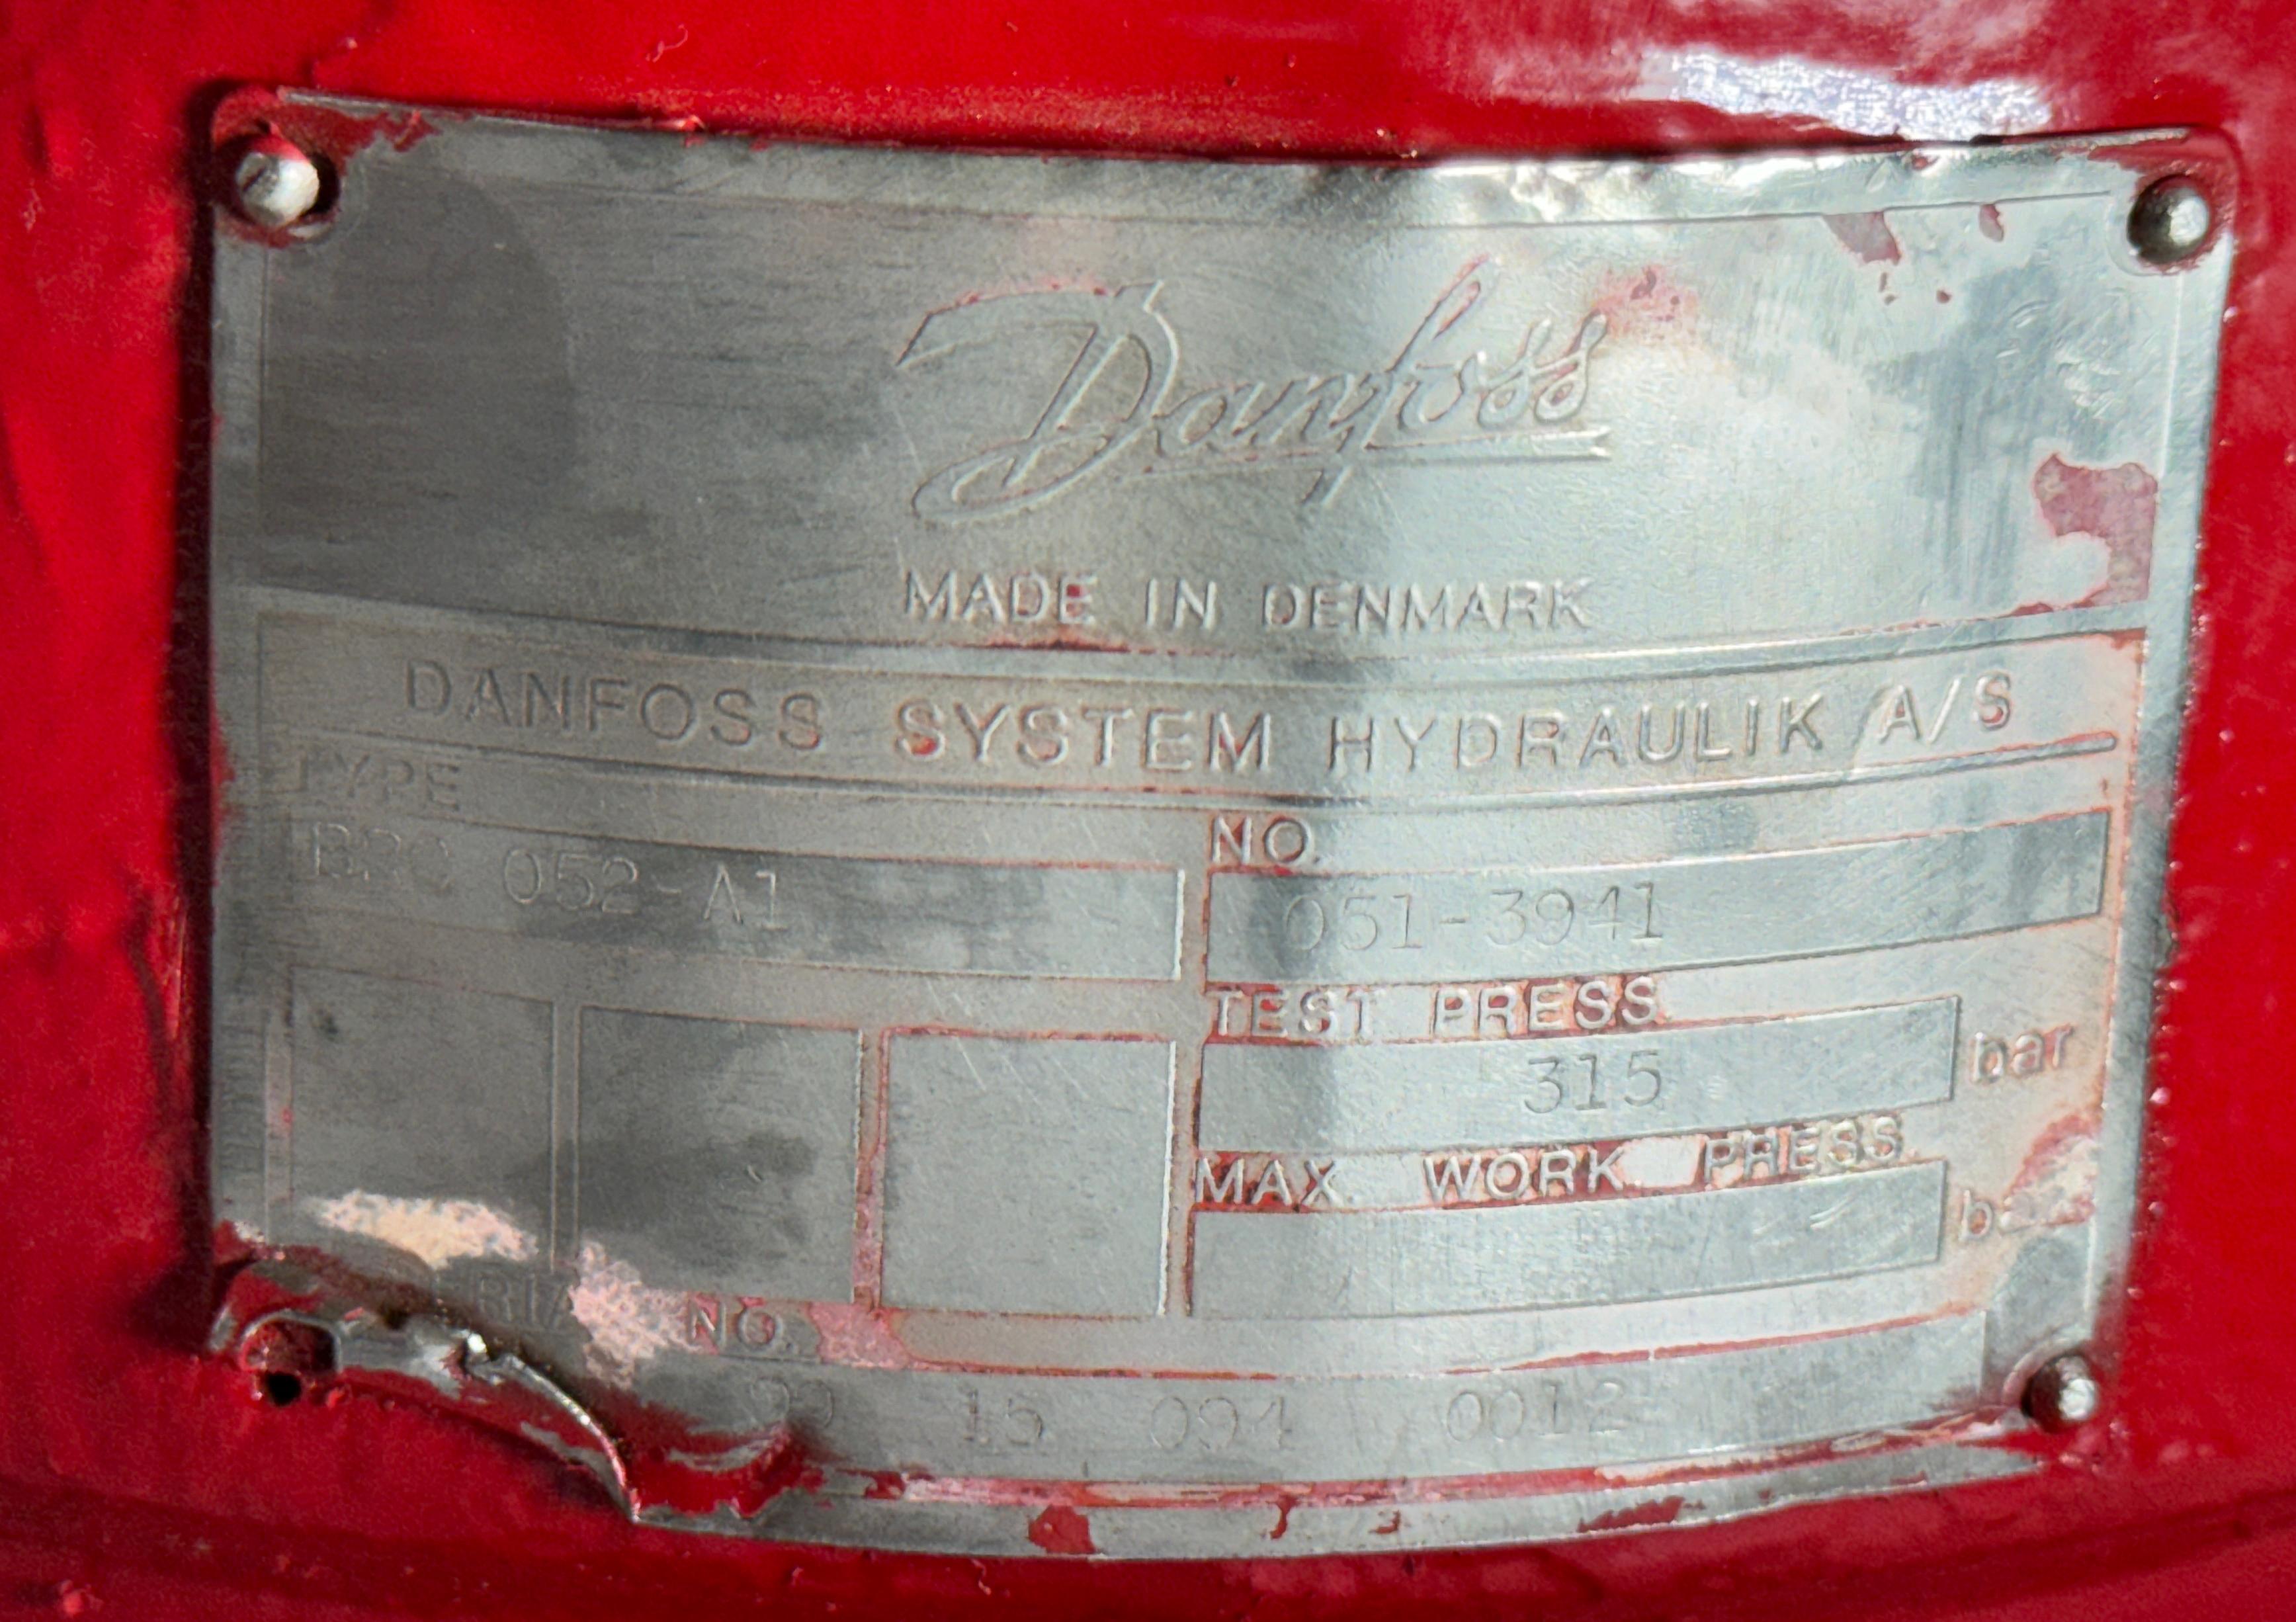 Danfoss
MADE IN DENMARK
DANFOSS SYSTEM HYDRAULIK A/S
TYPE
052-A1
NO.
051-3941
TEST PRESS
315 bar
MAX. WORK PRESS.
bar
NO.
15 094 0012